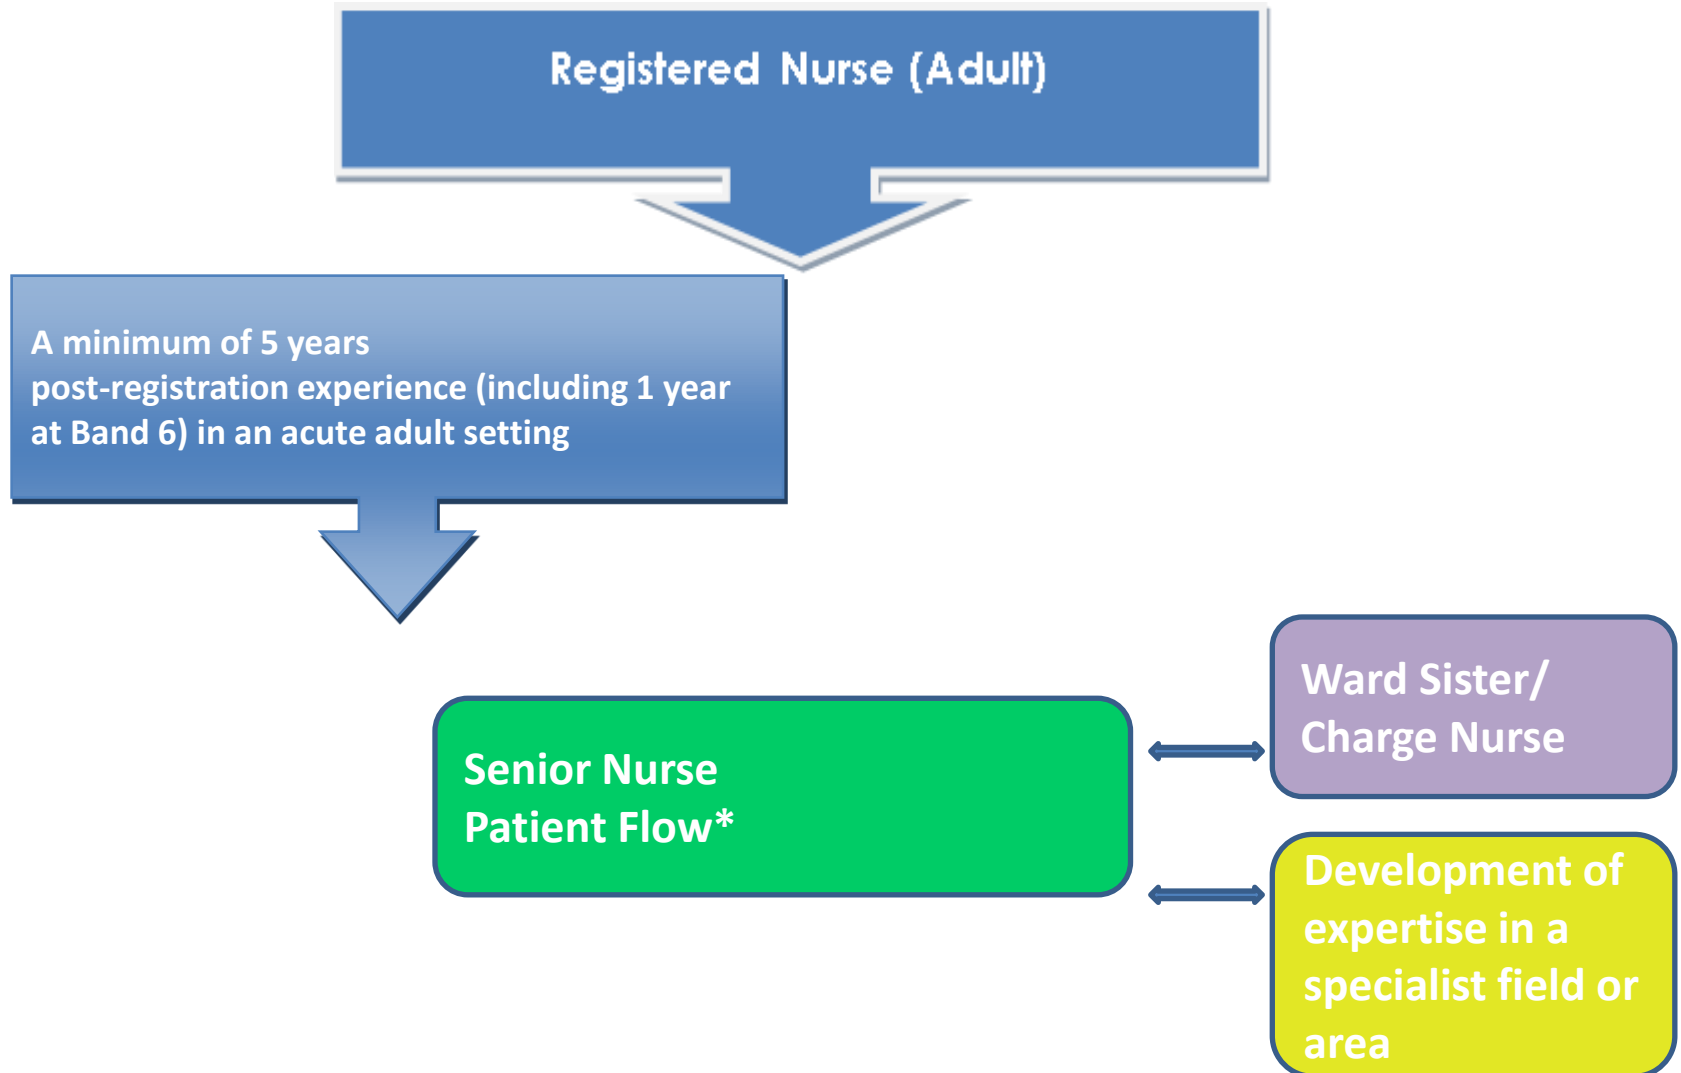 Registered Nurse (Adult)
A minimum of 5 years
post-registration experience (including 1 year
at Band 6) in an acute adult setting
Senior Nurse
Patient Flow*
Ward Sister/
Charge Nurse
Development of
expertise in a
specialist field or
area